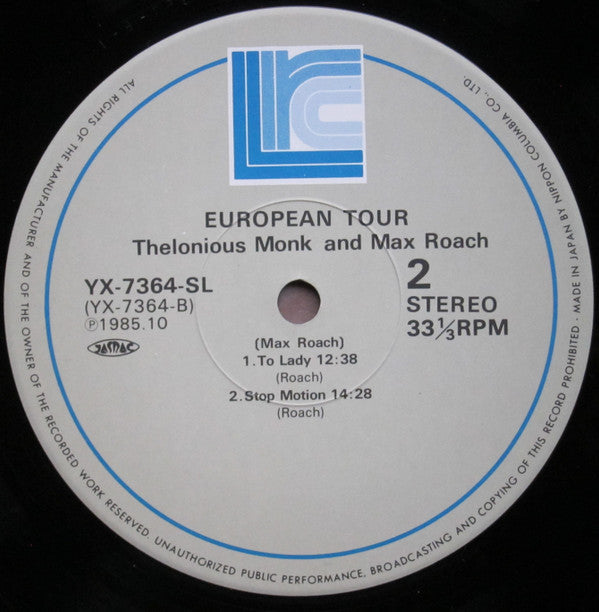 lrc
EUROPEAN TOUR
Thelonious Monk and Max Roach
YX-7364-SL
(YX-7364-B)
Ⓟ1985.10
JASRAC
2
STEREO
33⅓RPM
(Max Roach)
1.To Lady 12:38
(Roach)
2.Stop Motion 14:28
(Roach)
ALL RIGHTS OF THE MANUFACTURER AND OF THE OWNER OF THE RECORDED WORK RESERVED. UNAUTHORIZED PUBLIC PERFORMANCE, BROADCASTING AND COPYING OF THIS RECORD PROHIBITED · MADE IN JAPAN BY NIPPON COLUMBIA CO., LTD.